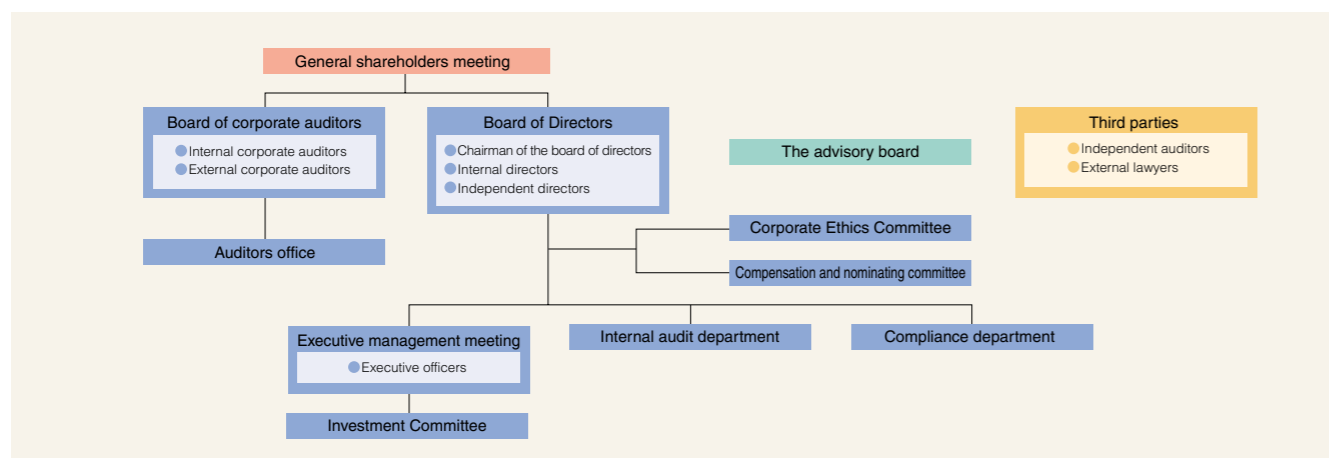 General shareholders meeting
Board of corporate auditors
Internal corporate auditors
External corporate auditors
Board of Directors
Chairman of the board of directors
Internal directors
Independent directors
The advisory board
Third parties
Independent auditors
External lawyers
Auditors office
Corporate Ethics Committee
Compensation and nominating committee
Executive management meeting
Executive officers
Internal audit department
Compliance department
Investment Committee